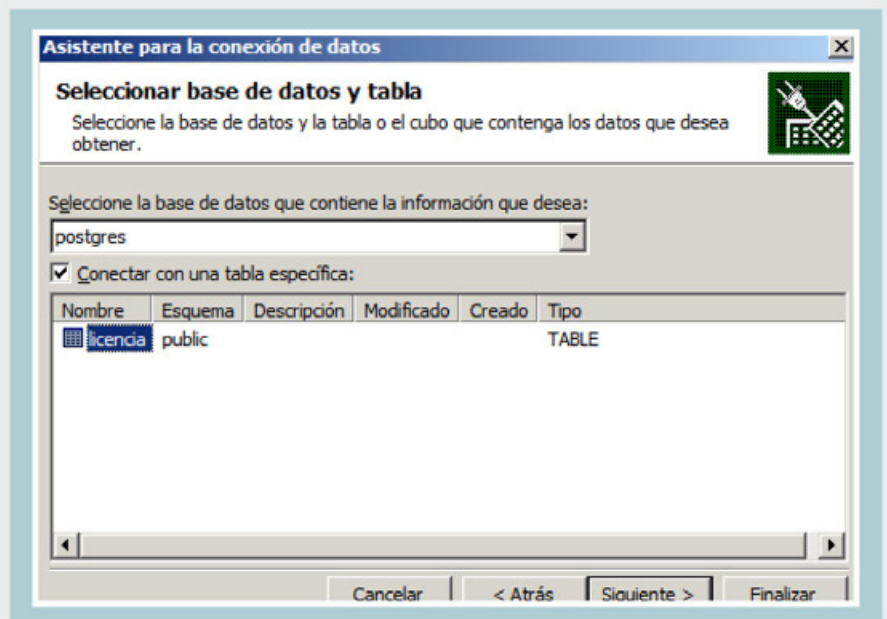 Asistente para la conexión de datos
Seleccionar base de datos y tabla
Seleccione la base de datos y la tabla o el cubo que contenga los datos que desea
obtener.
Seleccione la base de datos que contiene la información que desea:
postgres
Conectar con una tabla específica:
Nombre Esquema Descripción Modificado Creado Tipo
licencia public TABLE
Cancelar < Atrás Siguiente > Finalizar